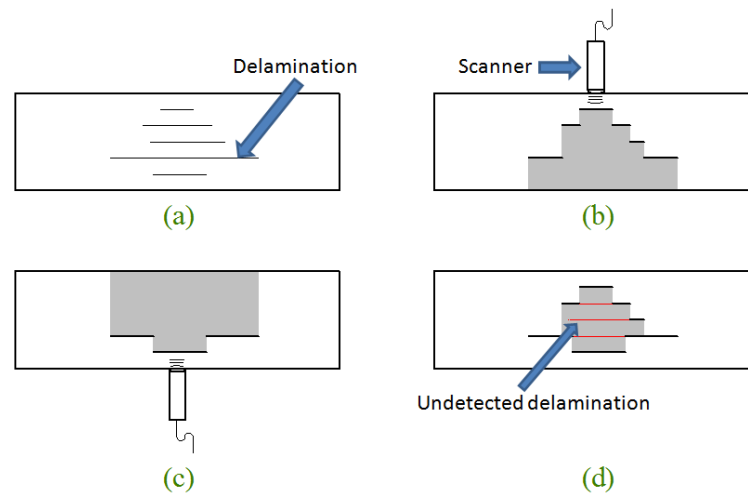 Delamination
Scanner
(a)
(b)
Undetected delamination
(c)
(d)